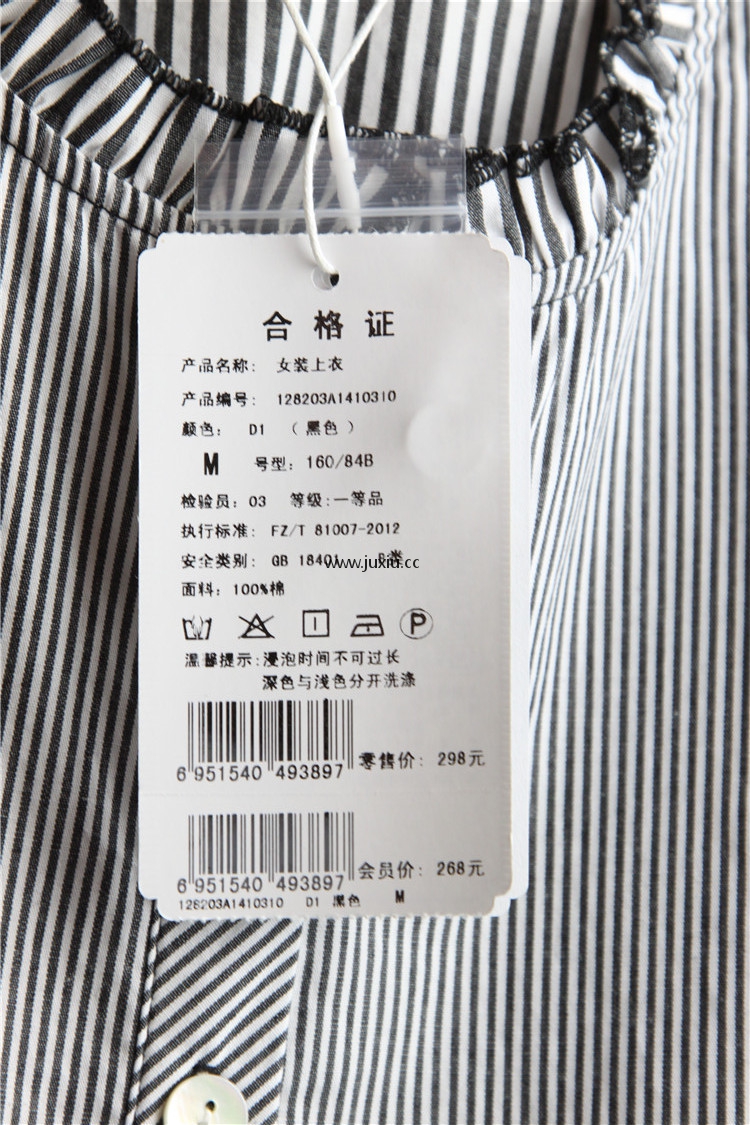 合格证
产品名称: 女装上衣
产品编号: 128203A1410310
颜色: D1 (黑色)
M 号型: 160/84B
检验员: 03 等级:一等品
执行标准: FZ/T 81007-2012
安全类别: GB 18401 B类
www.juxiu.cc
面料: 100%棉
P
温馨提示:浸泡时间不可过长
深色与浅色分开洗涤
零售价: 298元
6 951540 493897
会员价: 268元
6 951540 493897
128203A1410310 D1 黑色 M